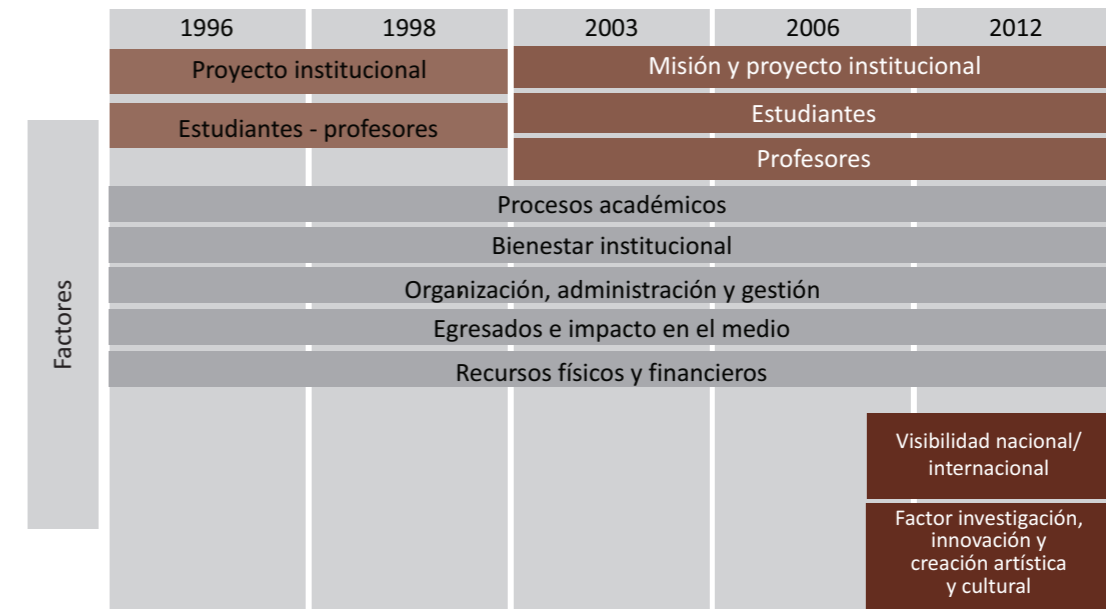 1996 1998 2003 2006 2012
Proyecto institucional
Misión y proyecto institucional
Estudiantes - profesores
Estudiantes
Profesores
Factores
Procesos académicos
Bienestar institucional
Organización, administración y gestión
Egresados e impacto en el medio
Recursos físicos y financieros
Visibilidad nacional/
internacional
Factor investigación,
innovación y
creación artística
y cultural